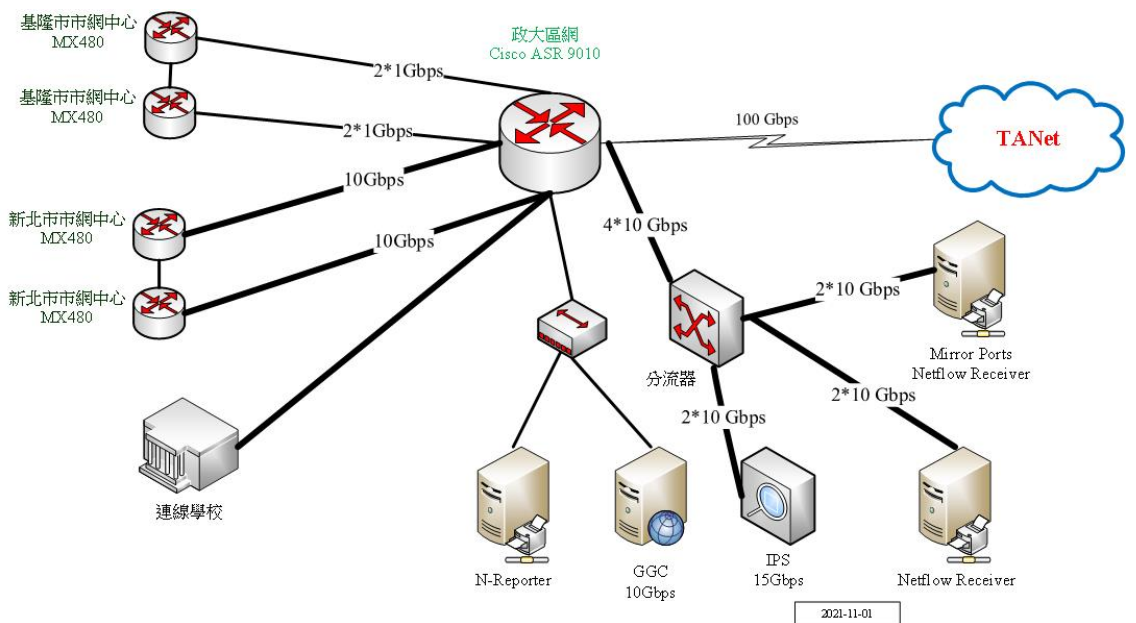 基隆市市網中心
MX480
政大區網
Cisco ASR 9010
2*1Gbps
基隆市市網中心
MX480
2*1Gbps
100 Gbps
TANet
10Gbps
新北市市網中心
MX480
4*10 Gbps
10Gbps
新北市市網中心
MX480
2*10 Gbps
Mirror Ports
Netflow Receiver
分流器
2*10 Gbps
2*10 Gbps
連線學校
N-Reporter
GGC
10Gbps
IPS
15Gbps
Netflow Receiver
2021-11-01